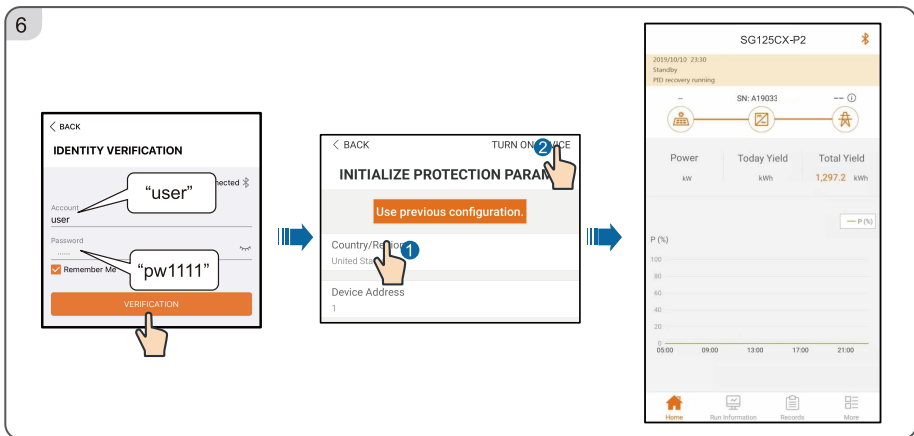 6
< BACK
IDENTITY VERIFICATION
nected
"user"
Account
user
Password
......
"pw1111"
Remember Me
VERIFICATION
< BACK
TURN ON
VICE
2
INITIALIZE PROTECTION PARAM
Use previous configuration.
Country/Region
1
United Sta
Device Address
1
SG125CX-P2
2019/10/10 23:30
Standby
PID recovery running
--
SN: A19033
--
Power
Today Yield
Total Yield
kW
kWh
1,297.2 kWh
P (%)
P (%)
100
80
60
40
20
0
05:00 09:00 13:00 17:00 21:00
Home
Run Information
Records
More